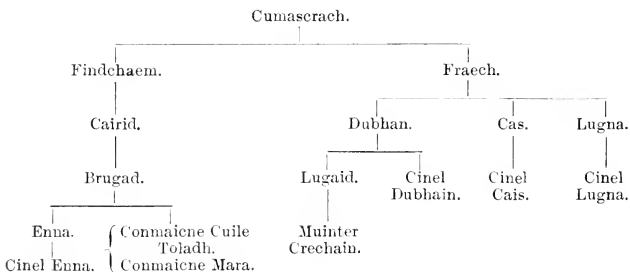 Cumascrach.
Findchaem. Fraech.
Cairid. Dubhan. Cas. Lugna.
Brugad. Lugaid. Cinel Cinel Cinel
Dubhain. Cais. Lugna.
Enna. Conmaicne Cuile Muinter
Toladh. Crechain.
Cinel Enna. Conmaicne Mara.